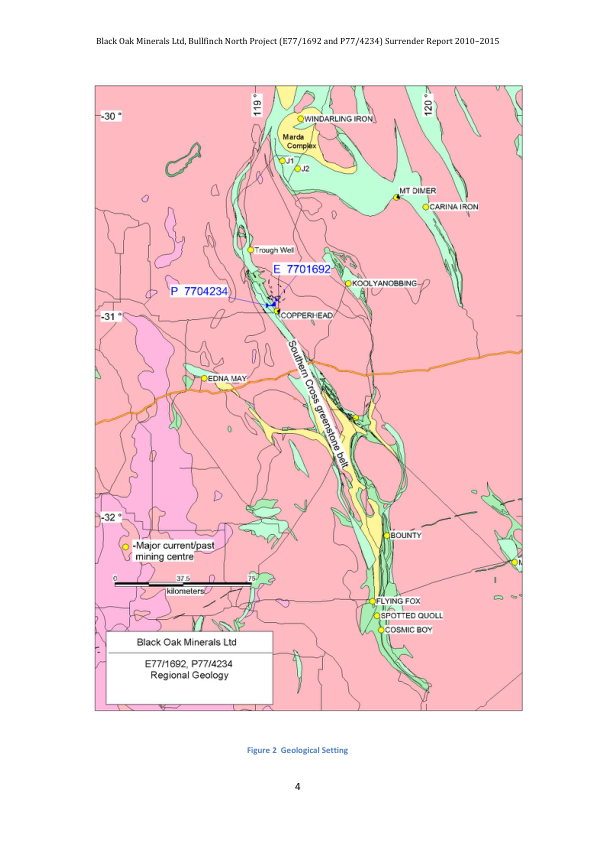 Black Oak Minerals Ltd, Bullfinch North Project (E77/1692 and P77/4234) Surrender Report 2010–2015
119 °
120 °
-30 °
WINDARLING IRON
Marda
Complex
J1
J2
MT DIMER
CARINA IRON
Trough Well
E 7701692
KOOLYANOBBING
P 7704234
-31 °
COPPERHEAD
Southern Cross greenstone belt
EDNA MAY
-32 °
BOUNTY
-Major current/past
mining centre
M
0 37.5 75
kilometers
FLYING FOX
SPOTTED QUOLL
COSMIC BOY
Black Oak Minerals Ltd
E77/1692, P77/4234
Regional Geology
Figure 2 Geological Setting
4